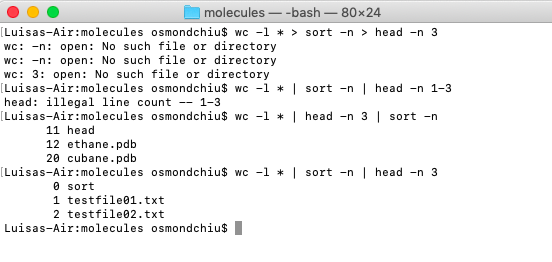 molecules — -bash — 80×24
[Luisas-Air:molecules osmondchiu$ wc -l * > sort -n > head -n 3
wc: -n: open: No such file or directory
wc: -n: open: No such file or directory
wc: 3: open: No such file or directory
[Luisas-Air:molecules osmondchiu$ wc -l * | sort -n | head -n 1-3
head: illegal line count -- 1-3
[Luisas-Air:molecules osmondchiu$ wc -l * | head -n 3 | sort -n
      11 head
      12 ethane.pdb
      20 cubane.pdb
[Luisas-Air:molecules osmondchiu$ wc -l * | sort -n | head -n 3
       0 sort
       1 testfile01.txt
       2 testfile02.txt
Luisas-Air:molecules osmondchiu$